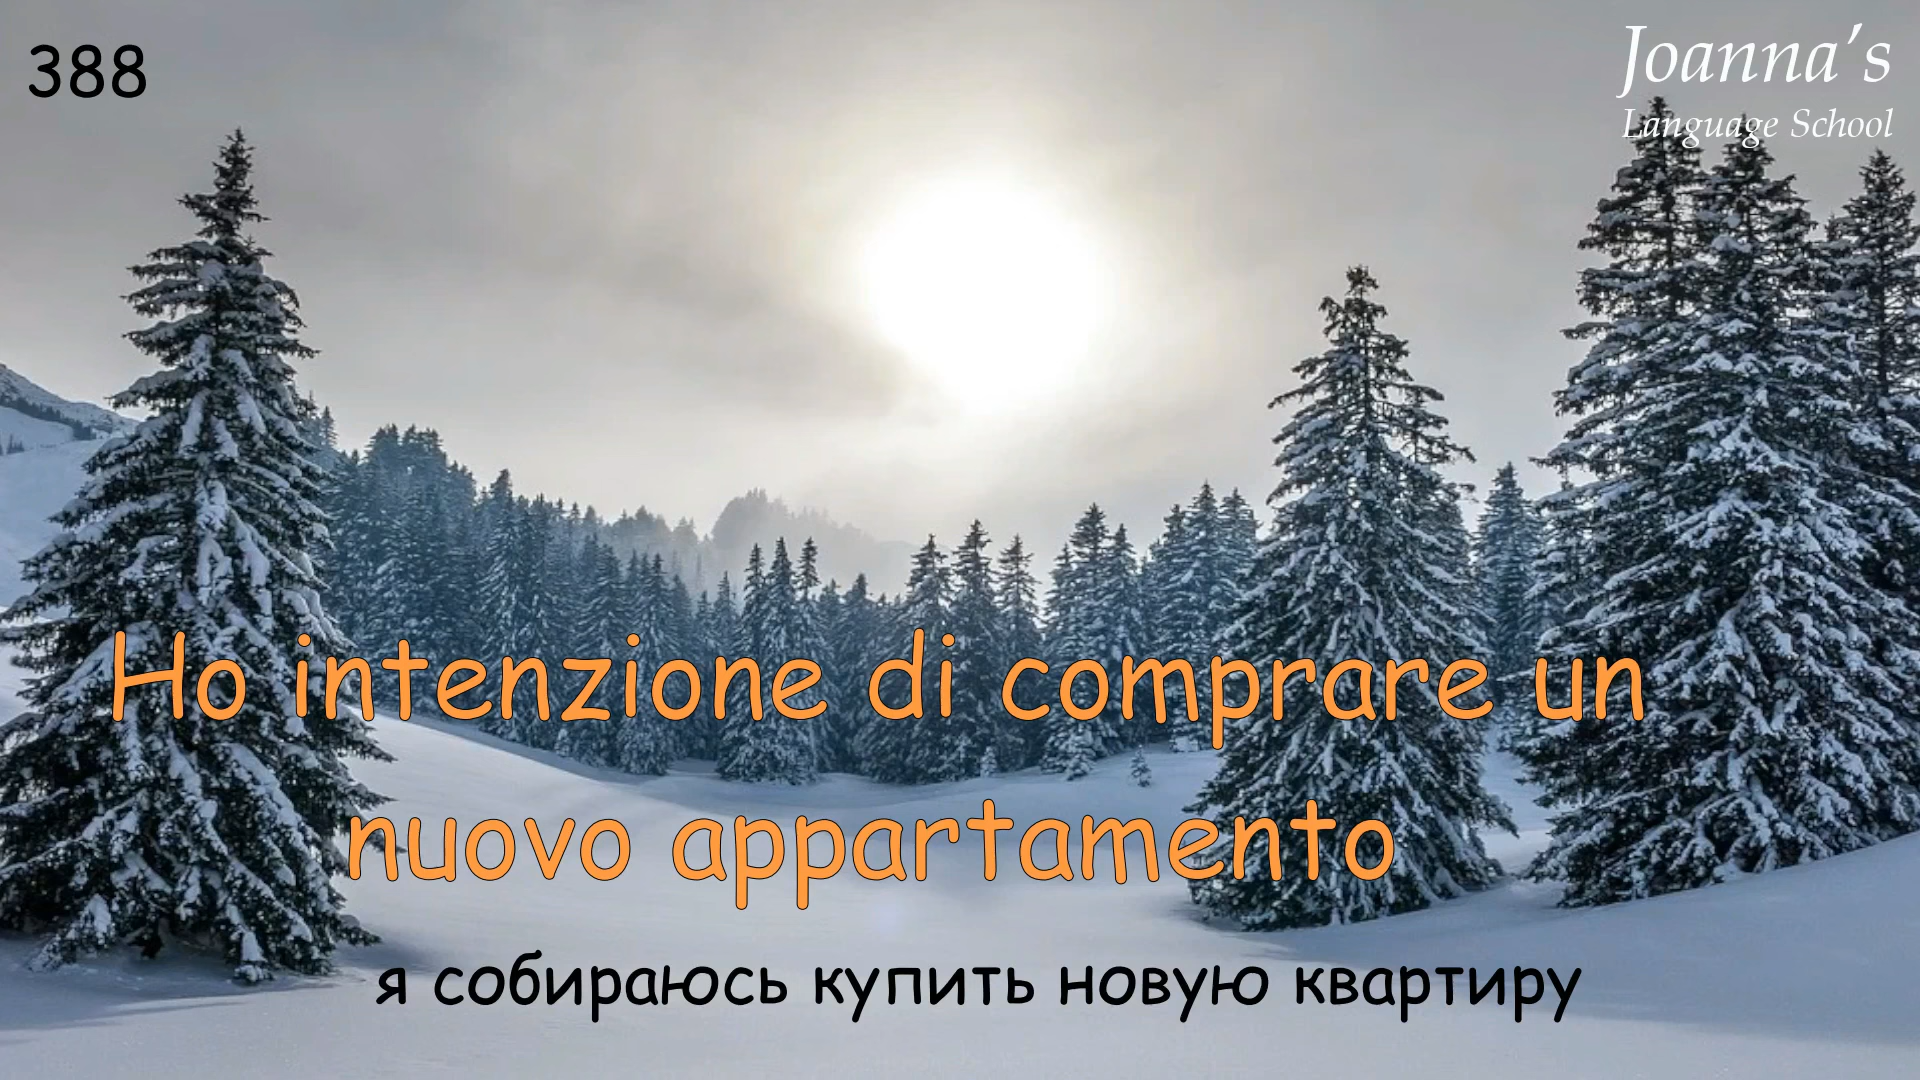 388
Joanna's
Language School
Ho intenzione di comprare un
nuovo appartamento
я собираюсь купить новую квартиру